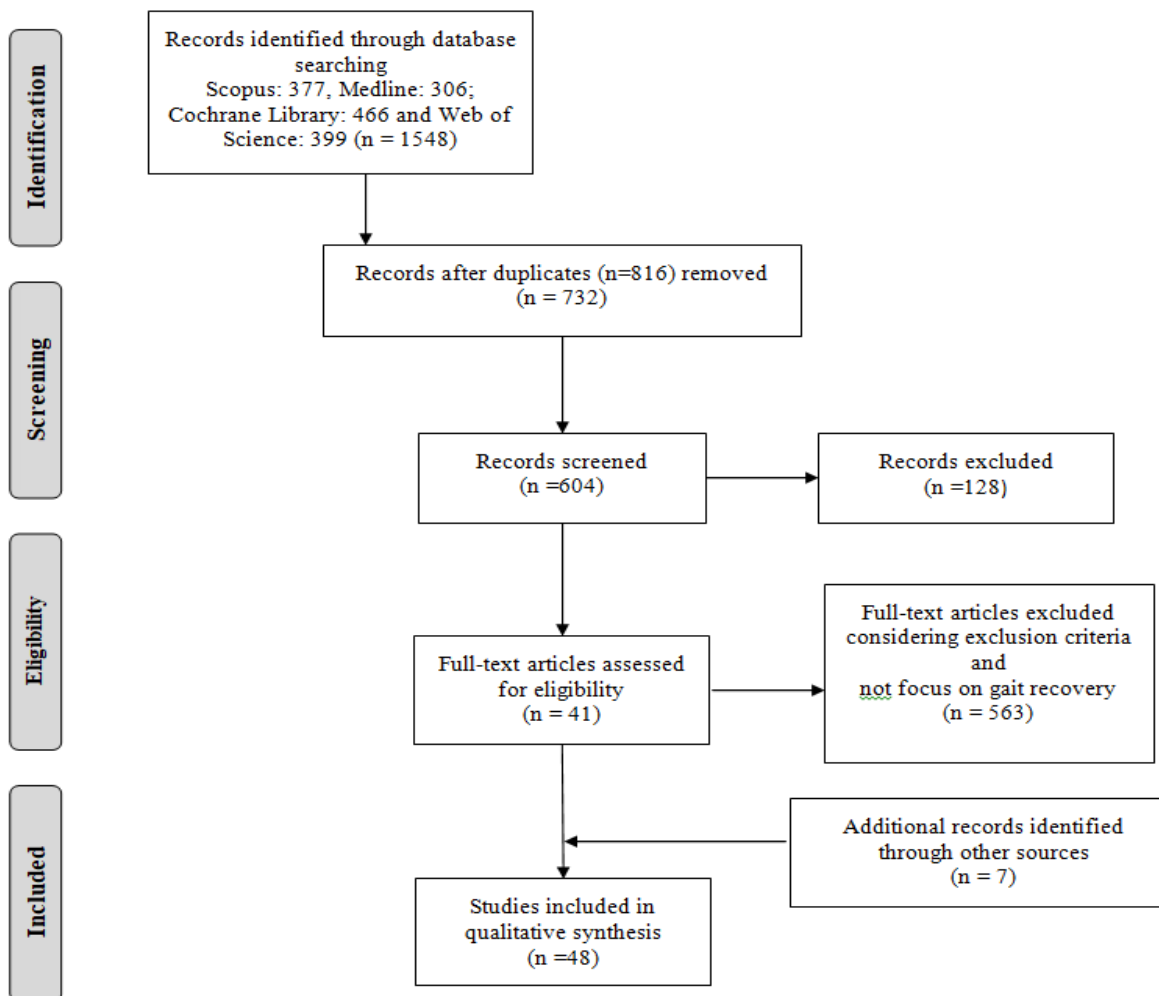 Identification
Records identified through database
searching
Scopus: 377, Medline: 306;
Cochrane Library: 466 and Web of
Science: 399 (n = 1548)
Records after duplicates (n=816) removed
(n = 732)
Screening
Records screened
(n =604)
Records excluded
(n =128)
Eligibility
Full-text articles assessed
for eligibility
(n = 41)
Full-text articles excluded
considering exclusion criteria
and
not focus on gait recovery
(n = 563)
Included
Additional records identified
through other sources
(n = 7)
Studies included in
qualitative synthesis
(n =48)